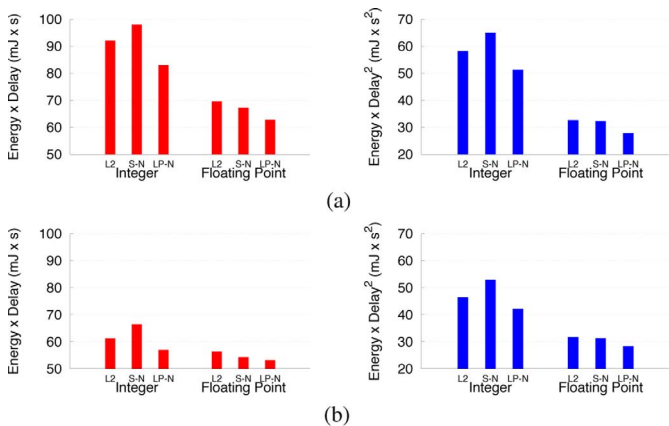 Energy x Delay (mJ x s)
100
90
80
70
60
50
L2 S-N LP-N L2 S-N LP-N
Integer Floating Point
Energy x Delay² (mJ x s²)
70
60
50
40
30
20
L2 S-N LP-N L2 S-N LP-N
Integer Floating Point
(a)
Energy x Delay (mJ x s)
100
90
80
70
60
50
L2 S-N LP-N L2 S-N LP-N
Integer Floating Point
Energy x Delay² (mJ x s²)
70
60
50
40
30
20
L2 S-N LP-N L2 S-N LP-N
Integer Floating Point
(b)